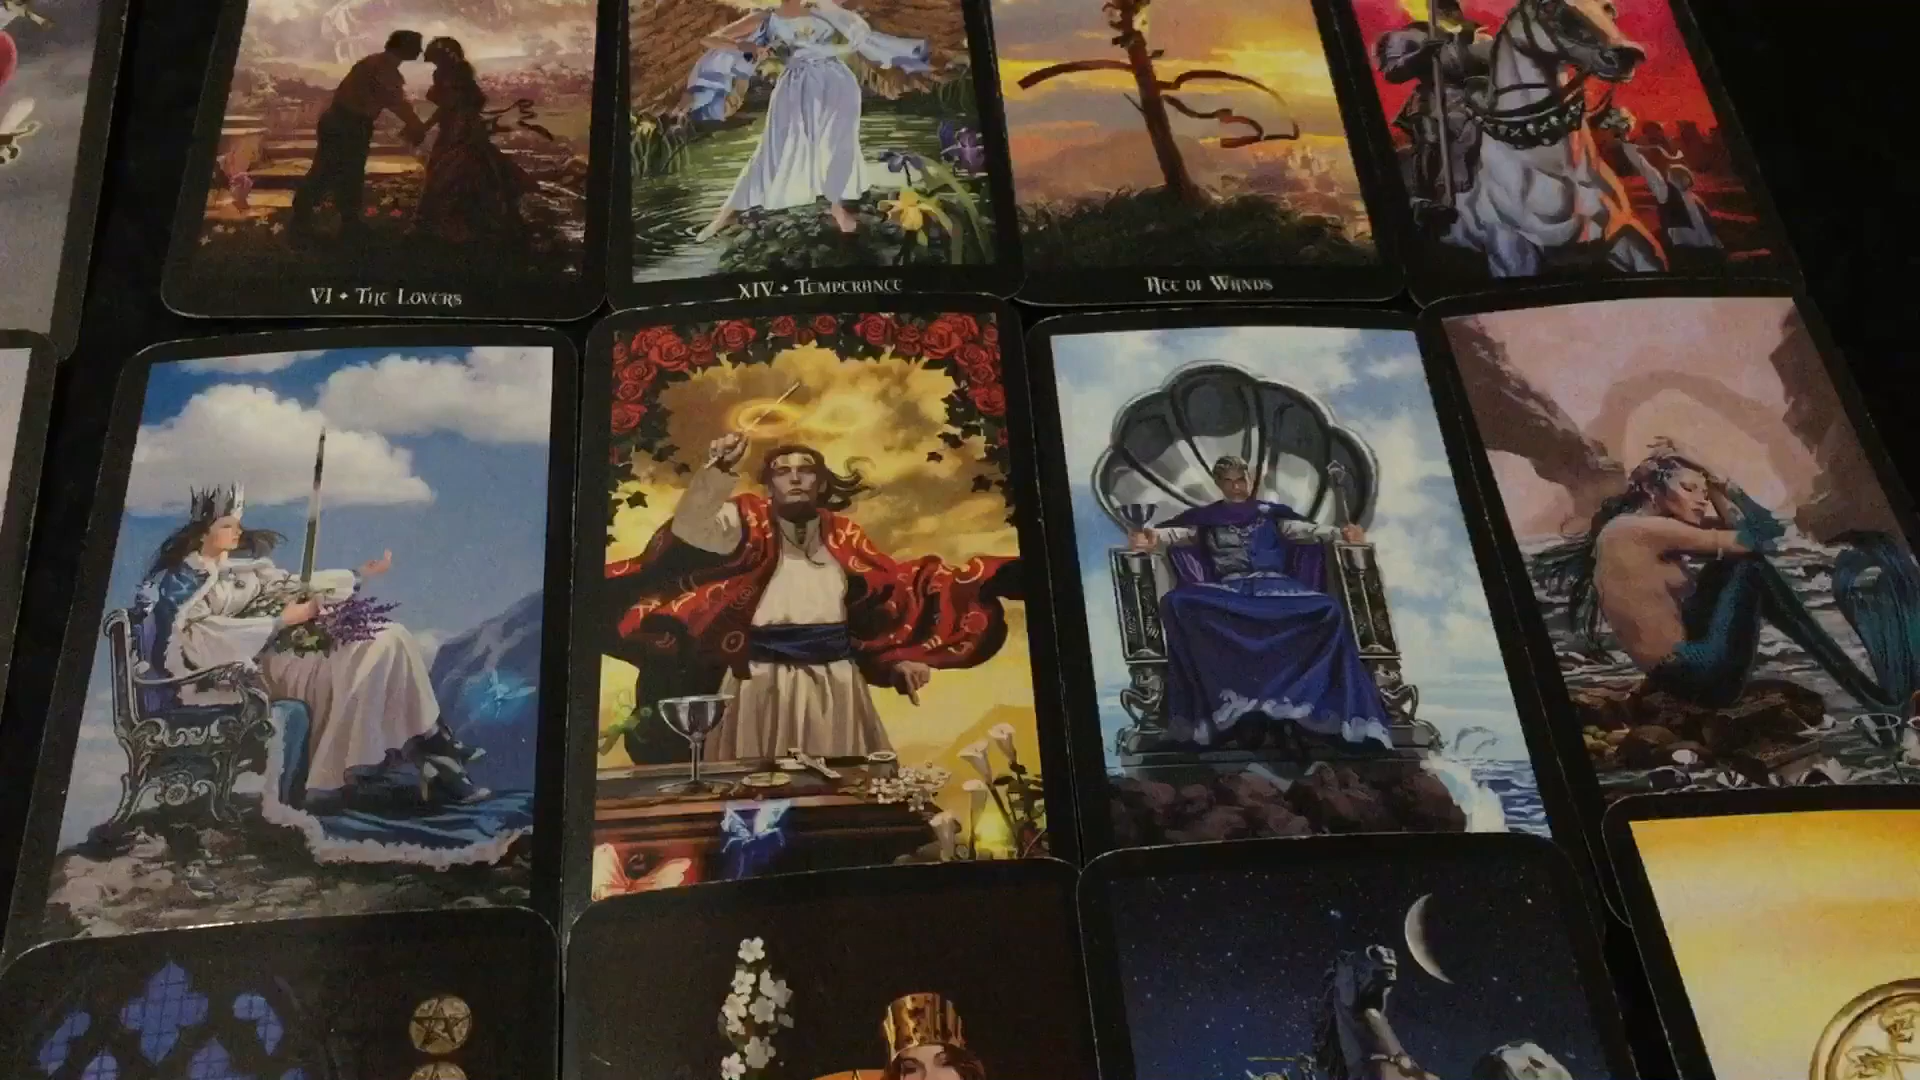 VI • The Lovers
XIV • Temperance
Ace of Wands